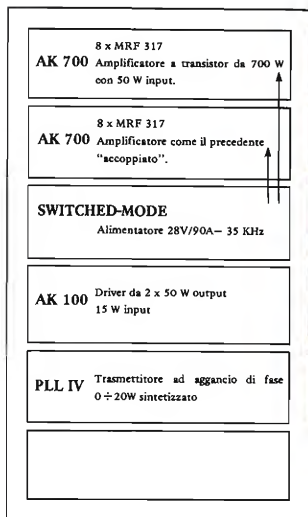 8 x MRF 317
AK 700 Amplificatore a transistor da 700 W
con 50 W input.
8 x MRF 317
AK 700 Amplificatore come il precedente
“accoppiato”.
SWITCHED-MODE
Alimentatore 28V/90A— 35 KHz
AK 100 Driver da 2 x 50 W output
15 W input
PLL IV Trasmettitore ad aggancio di fase
0 ÷ 20W sintetizzato